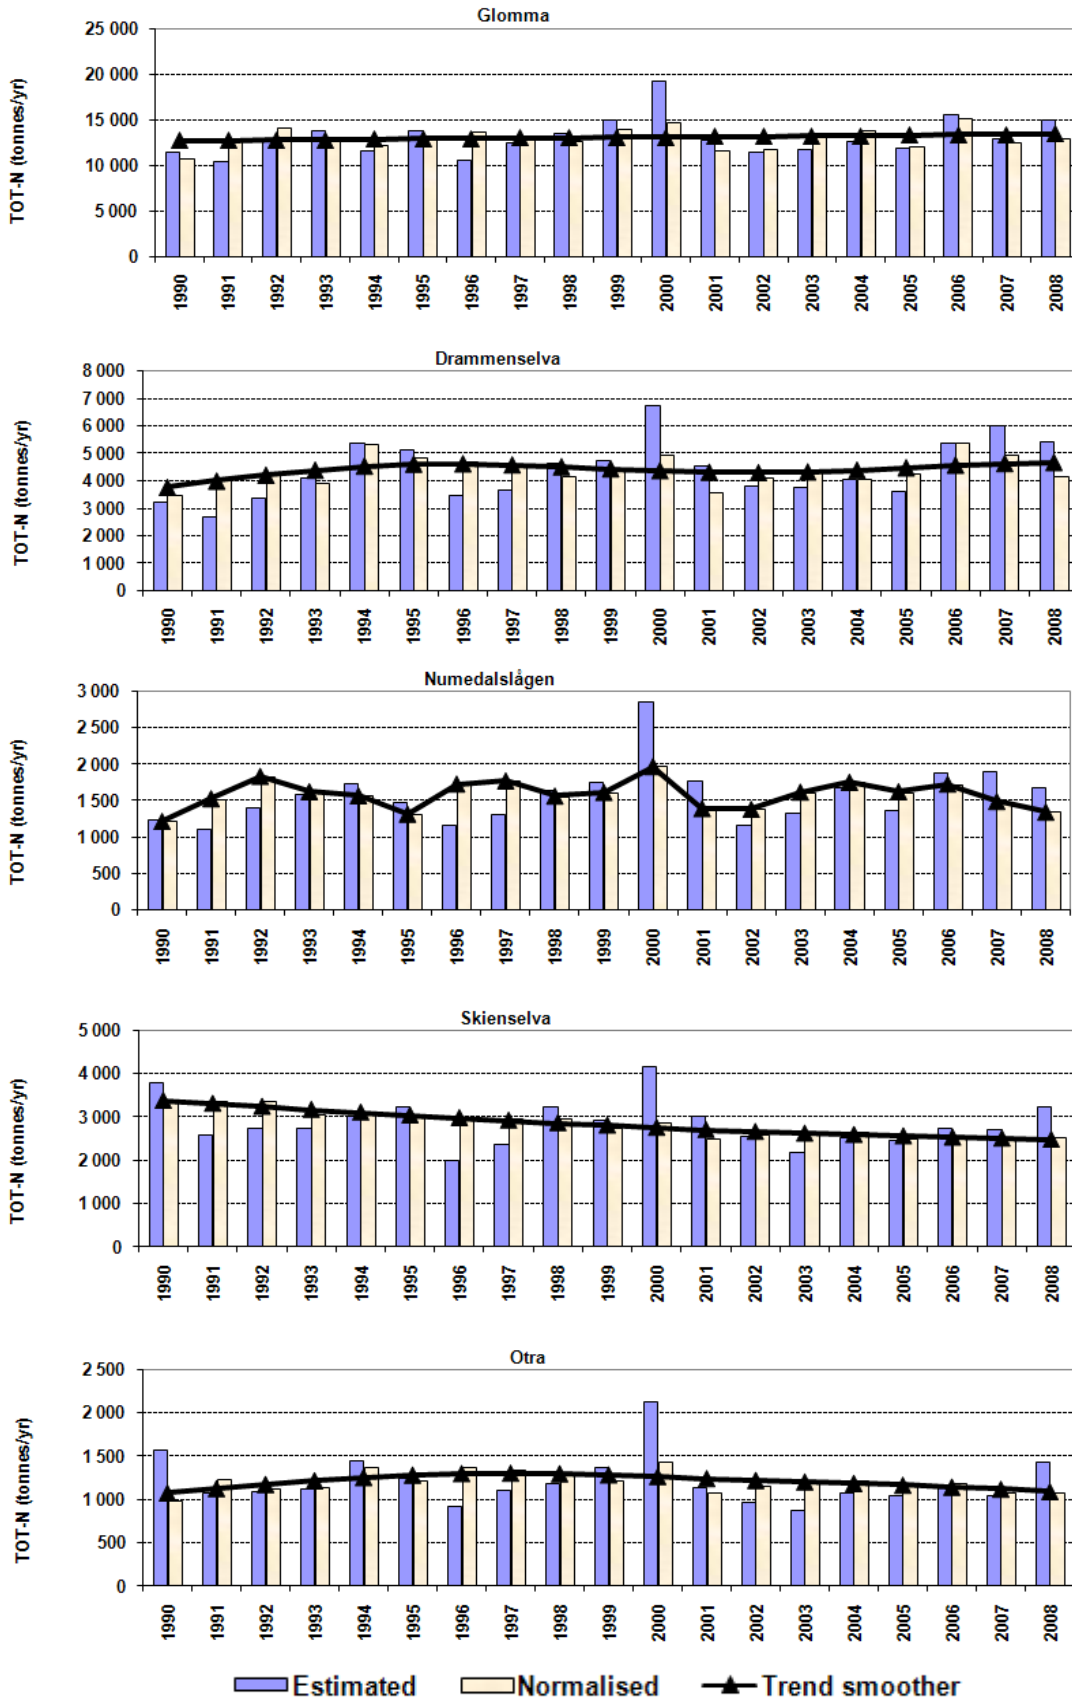 Glomma
TOT-N (tonnes/yr)
25 000
20 000
15 000
10 000
5 000
0
1990 1991 1992 1993 1994 1995 1996 1997 1998 1999 2000 2001 2002 2003 2004 2005 2006 2007 2008
Drammenselva
TOT-N (tonnes/yr)
8 000
7 000
6 000
5 000
4 000
3 000
2 000
1 000
0
1990 1991 1992 1993 1994 1995 1996 1997 1998 1999 2000 2001 2002 2003 2004 2005 2006 2007 2008
Numedalslågen
TOT-N (tonnes/yr)
3 000
2 500
2 000
1 500
1 000
500
0
1990 1991 1992 1993 1994 1995 1996 1997 1998 1999 2000 2001 2002 2003 2004 2005 2006 2007 2008
Skienselva
TOT-N (tonnes/yr)
5 000
4 000
3 000
2 000
1 000
0
1990 1991 1992 1993 1994 1995 1996 1997 1998 1999 2000 2001 2002 2003 2004 2005 2006 2007 2008
Otra
TOT-N (tonnes/yr)
2 500
2 000
1 500
1 000
500
0
1990 1991 1992 1993 1994 1995 1996 1997 1998 1999 2000 2001 2002 2003 2004 2005 2006 2007 2008
Estimated Normalised Trend smoother